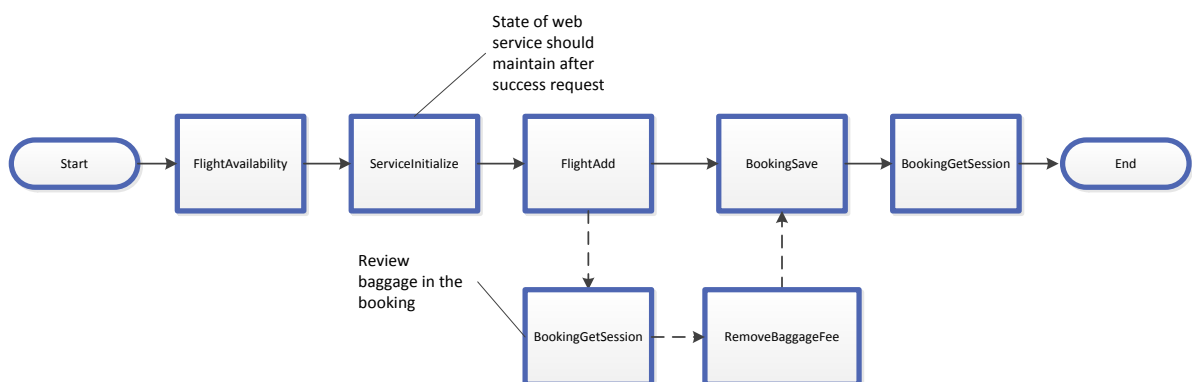 State of web
service should
maintain after
success request
Start
FlightAvailability
ServiceInitialize
FlightAdd
BookingSave
BookingGetSession
End
Review
baggage in the
booking
BookingGetSession
RemoveBaggageFee